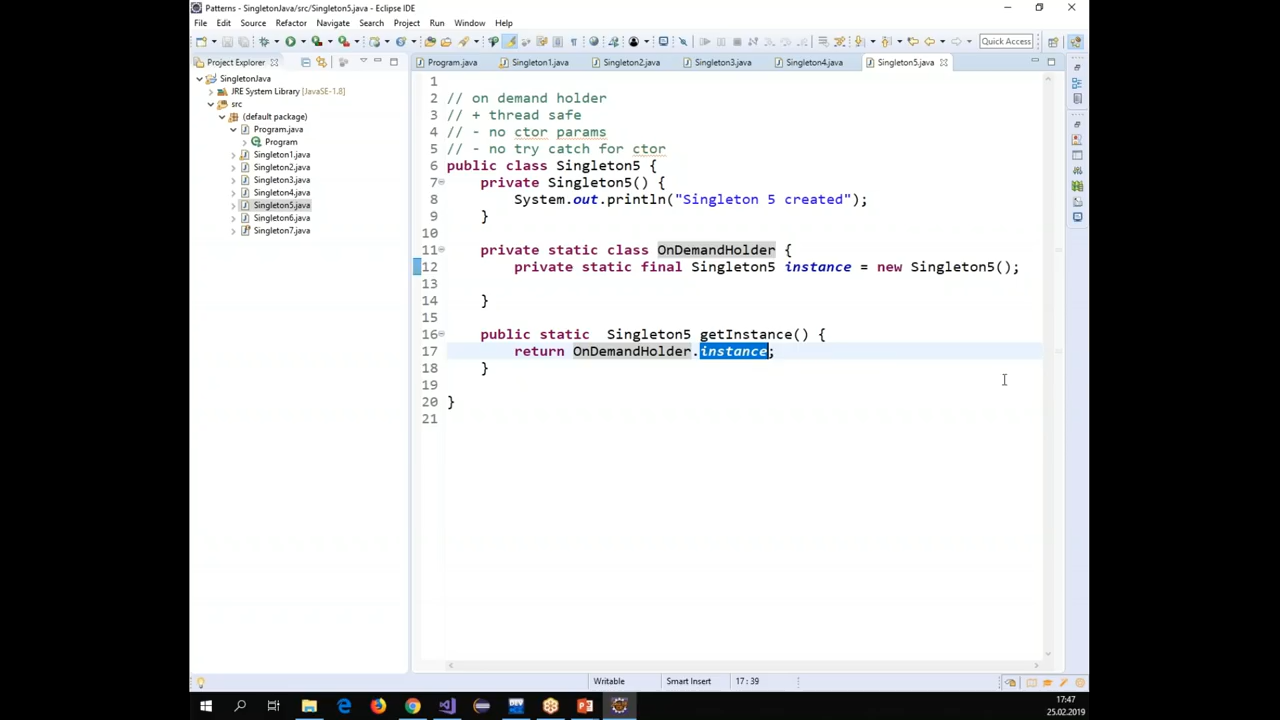 Patterns - SingletonJava/src/Singleton5.java - Eclipse IDE
File Edit Source Refactor Navigate Search Project Run Window Help
Quick Access
Project Explorer
SingletonJava
JRE System Library [JavaSE-1.8]
src
(default package)
Program.java
Program
Singleton1.java
Singleton2.java
Singleton3.java
Singleton4.java
Singleton5.java
Singleton6.java
Singleton7.java
Program.java Singleton1.java Singleton2.java Singleton3.java Singleton4.java Singleton5.java
1
2 // on demand holder
3 // + thread safe
4 // - no ctor params
5 // - no try catch for ctor
6 public class Singleton5 {
7 private Singleton5() {
8 System.out.println("Singleton 5 created");
9 }
10
11 private static class OnDemandHolder {
12 private static final Singleton5 instance = new Singleton5();
13
14 }
15
16 public static  Singleton5 getInstance() {
17 return OnDemandHolder.instance;
18 }
19
20 }
21
Writable Smart Insert 17 : 39
DEV
17:47
25.02.2019